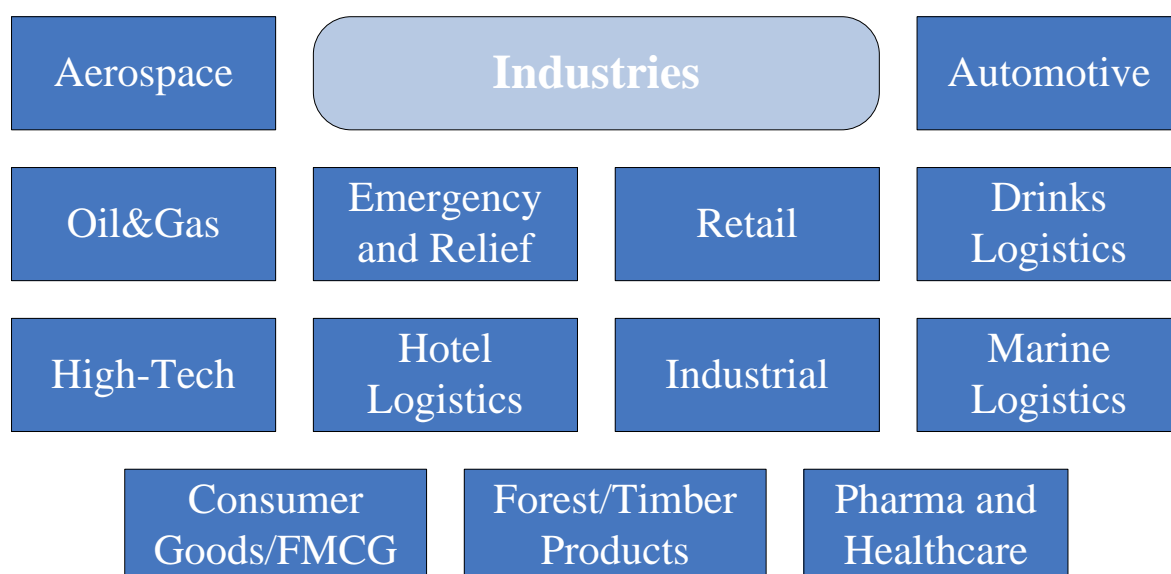 Aerospace
Industries
Automotive
Oil&Gas
Emergency
and Relief
Retail
Drinks
Logistics
High-Tech
Hotel
Logistics
Industrial
Marine
Logistics
Consumer
Goods/FMCG
Forest/Timber
Products
Pharma and
Healthcare